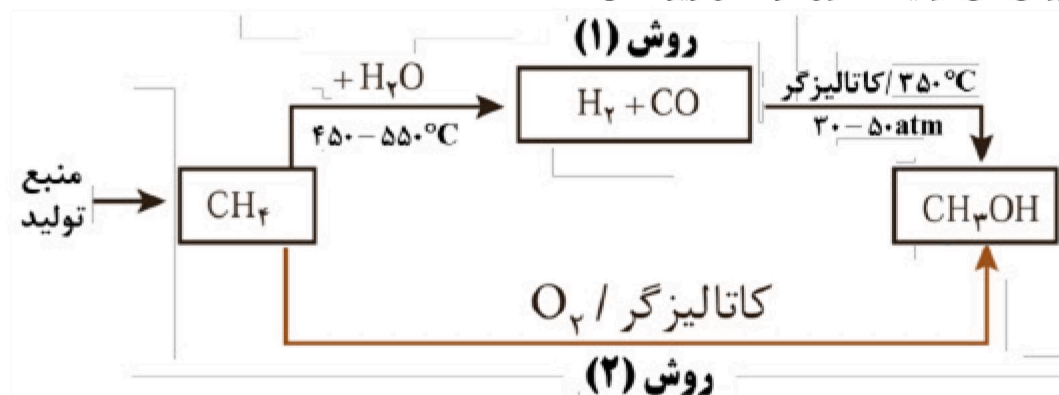 روش (۱)
+H۲O
۴۵۰–۵۵۰°C
H۲+CO
۳۵۰°C/کاتالیزگر
۳۰–۵۰atm
منبع
تولید
CH۴
CH۳OH
O۲ / کاتالیزگر
روش (۲)